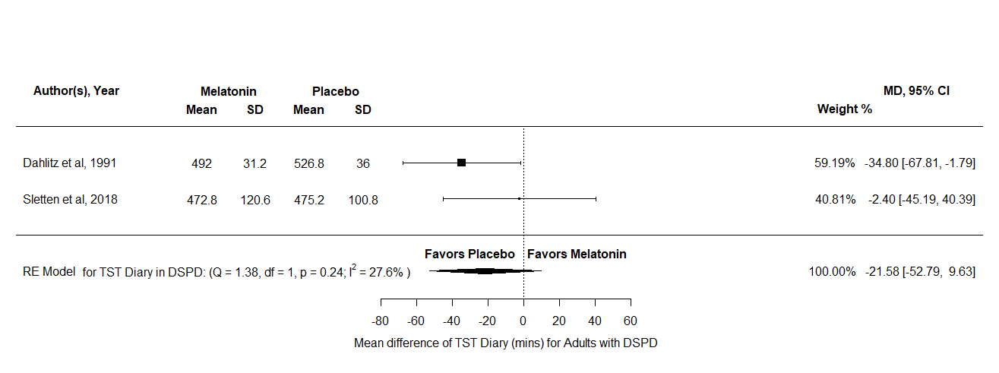 Author(s), Year Melatonin Placebo MD, 95% CI
Mean SD Mean SD Weight %
Dahlitz et al, 1991 492 31.2 526.8 36 59.19% -34.80 [-67.81, -1.79]
Sletten et al, 2018 472.8 120.6 475.2 100.8 40.81% -2.40 [-45.19, 40.39]
Favors Placebo Favors Melatonin
RE Model for TST Diary in DSPD: (Q = 1.38, df = 1, p = 0.24; I² = 27.6% ) 100.00% -21.58 [-52.79, 9.63]
-80 -60 -40 -20 0 20 40 60
Mean difference of TST Diary (mins) for Adults with DSPD